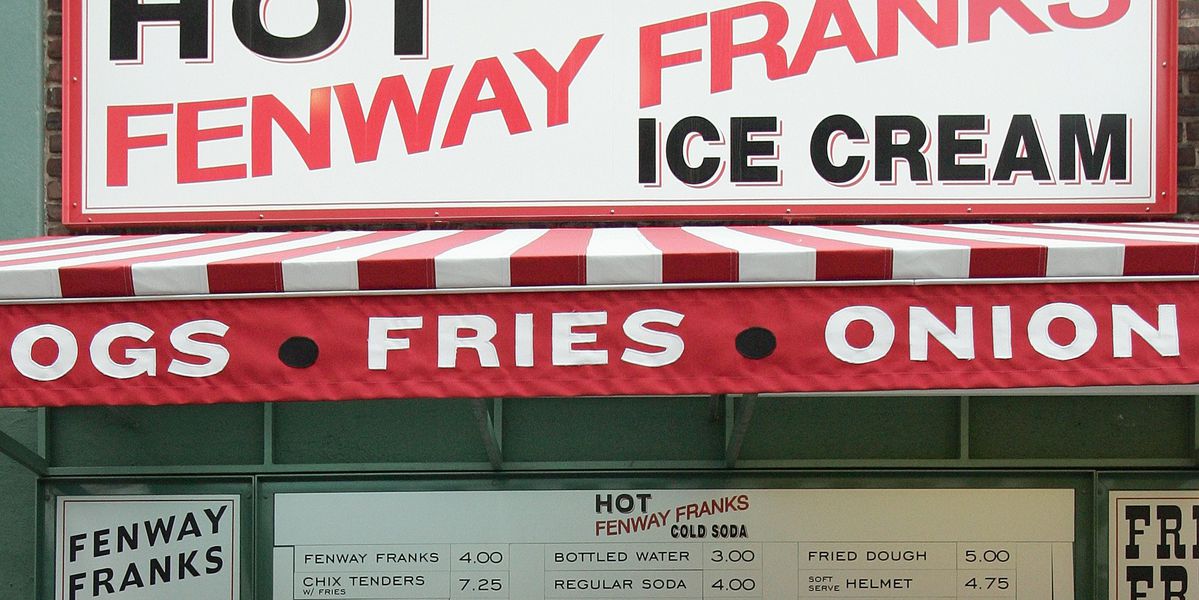 HOT
FENWAY FRANKS
ICE CREAM
OGS • FRIES • ONION
FENWAY
FRANKS
HOT
FENWAY FRANKS
COLD SODA
FENWAY FRANKS 4.00
CHIX TENDERS 7.25
W/ FRIES
BOTTLED WATER 3.00
REGULAR SODA 4.00
FRIED DOUGH 5.00
SOFT SERVE HELMET 4.75
FRI
FR